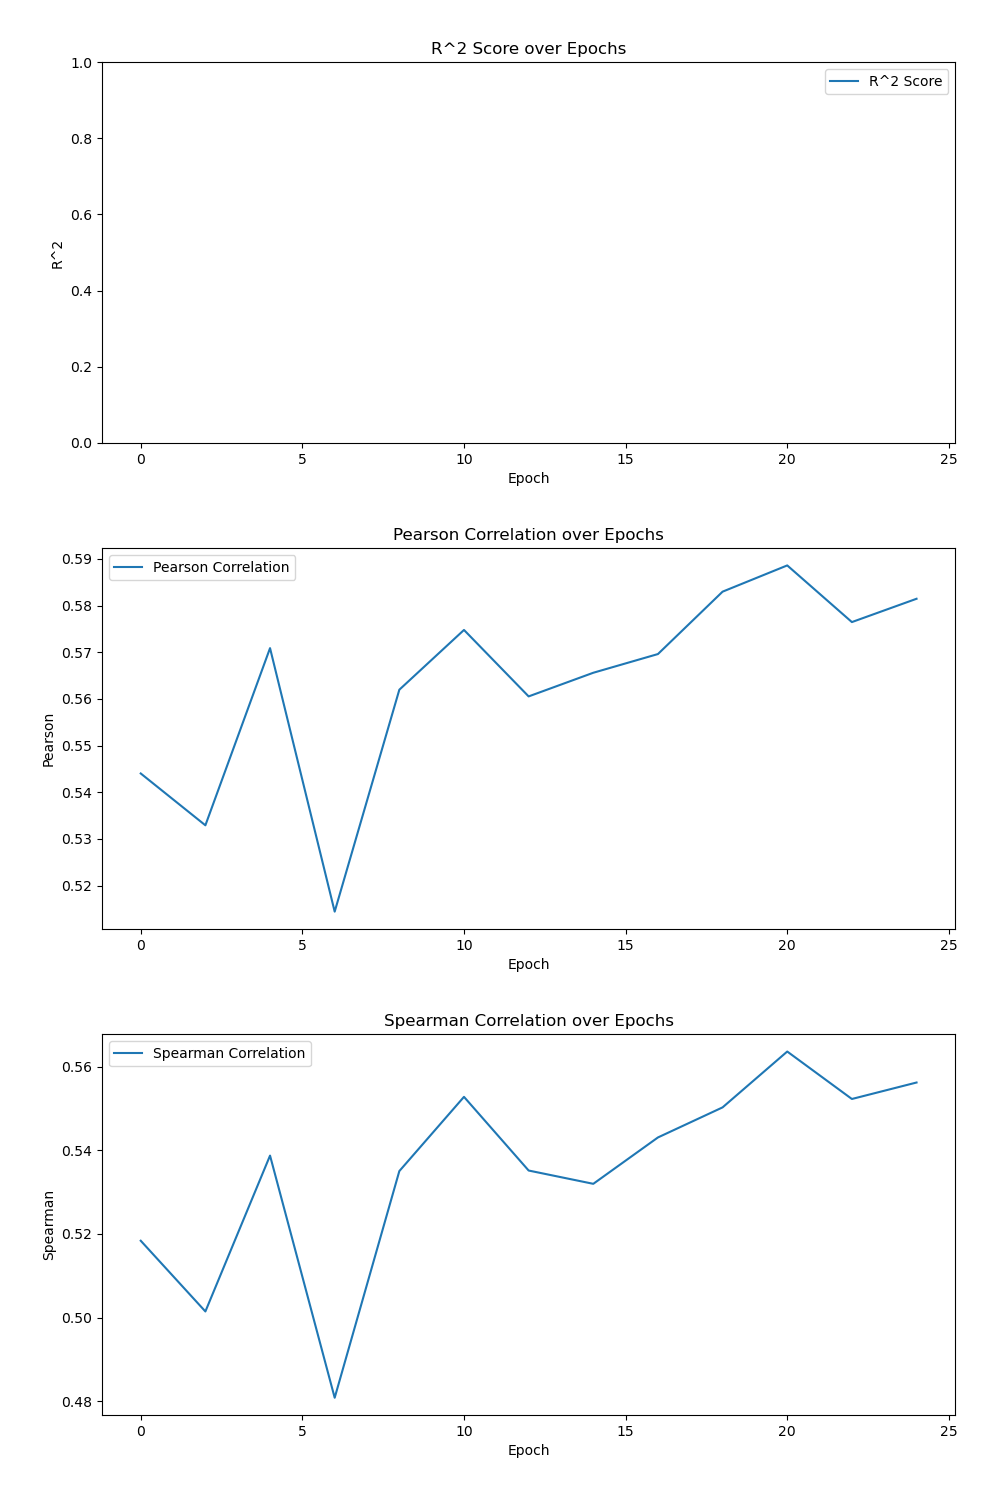 R^2 Score over Epochs
1.0
R^2 Score
0.8
0.6
R^2
0.4
0.2
0.0
0 5 10 15 20 25
Epoch
Pearson Correlation over Epochs
0.59
Pearson Correlation
0.58
0.57
0.56
Pearson
0.55
0.54
0.53
0.52
0 5 10 15 20 25
Epoch
Spearman Correlation over Epochs
Spearman Correlation
0.56
0.54
Spearman
0.52
0.50
0.48
0 5 10 15 20 25
Epoch